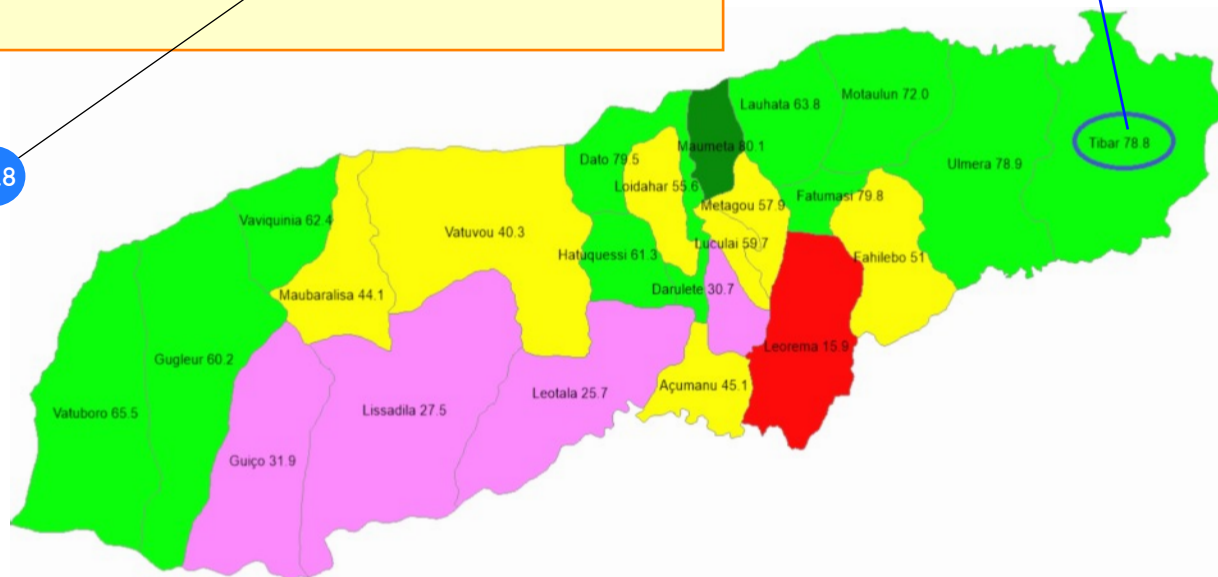 Lauhata 63.8
Motaulun 72.0
Tibar 78.8
Maumeta 80.1
Dato 79.5
Ulmera 78.9
8
Loidahar 55.6
Fatumasi 79.8
Metagou 57.9
Vaviquinia 62.4
Vatuvou 40.3
Luculai 59.7
Hatuquessi 61.3
Fahilebo 51
Darulete 30.7
Maubaralisa 44.1
Leorema 15.9
Gugleur 60.2
Açumanu 45.1
Leotala 25.7
Lissadila 27.5
Vatuboro 65.5
Guiço 31.9